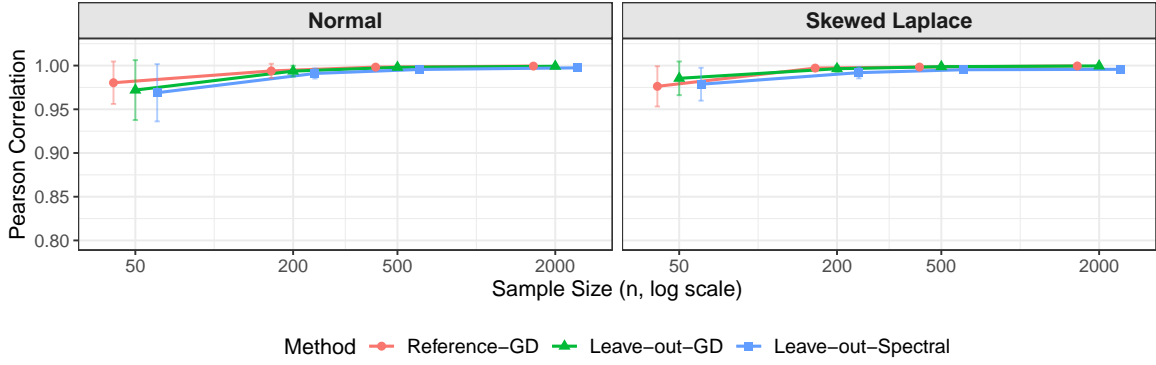 Normal
Skewed Laplace
Pearson Correlation
1.00
0.95
0.90
0.85
0.80
50
200
500
2000
50
200
500
2000
Sample Size (n, log scale)
Method Reference−GD Leave−out−GD Leave−out−Spectral